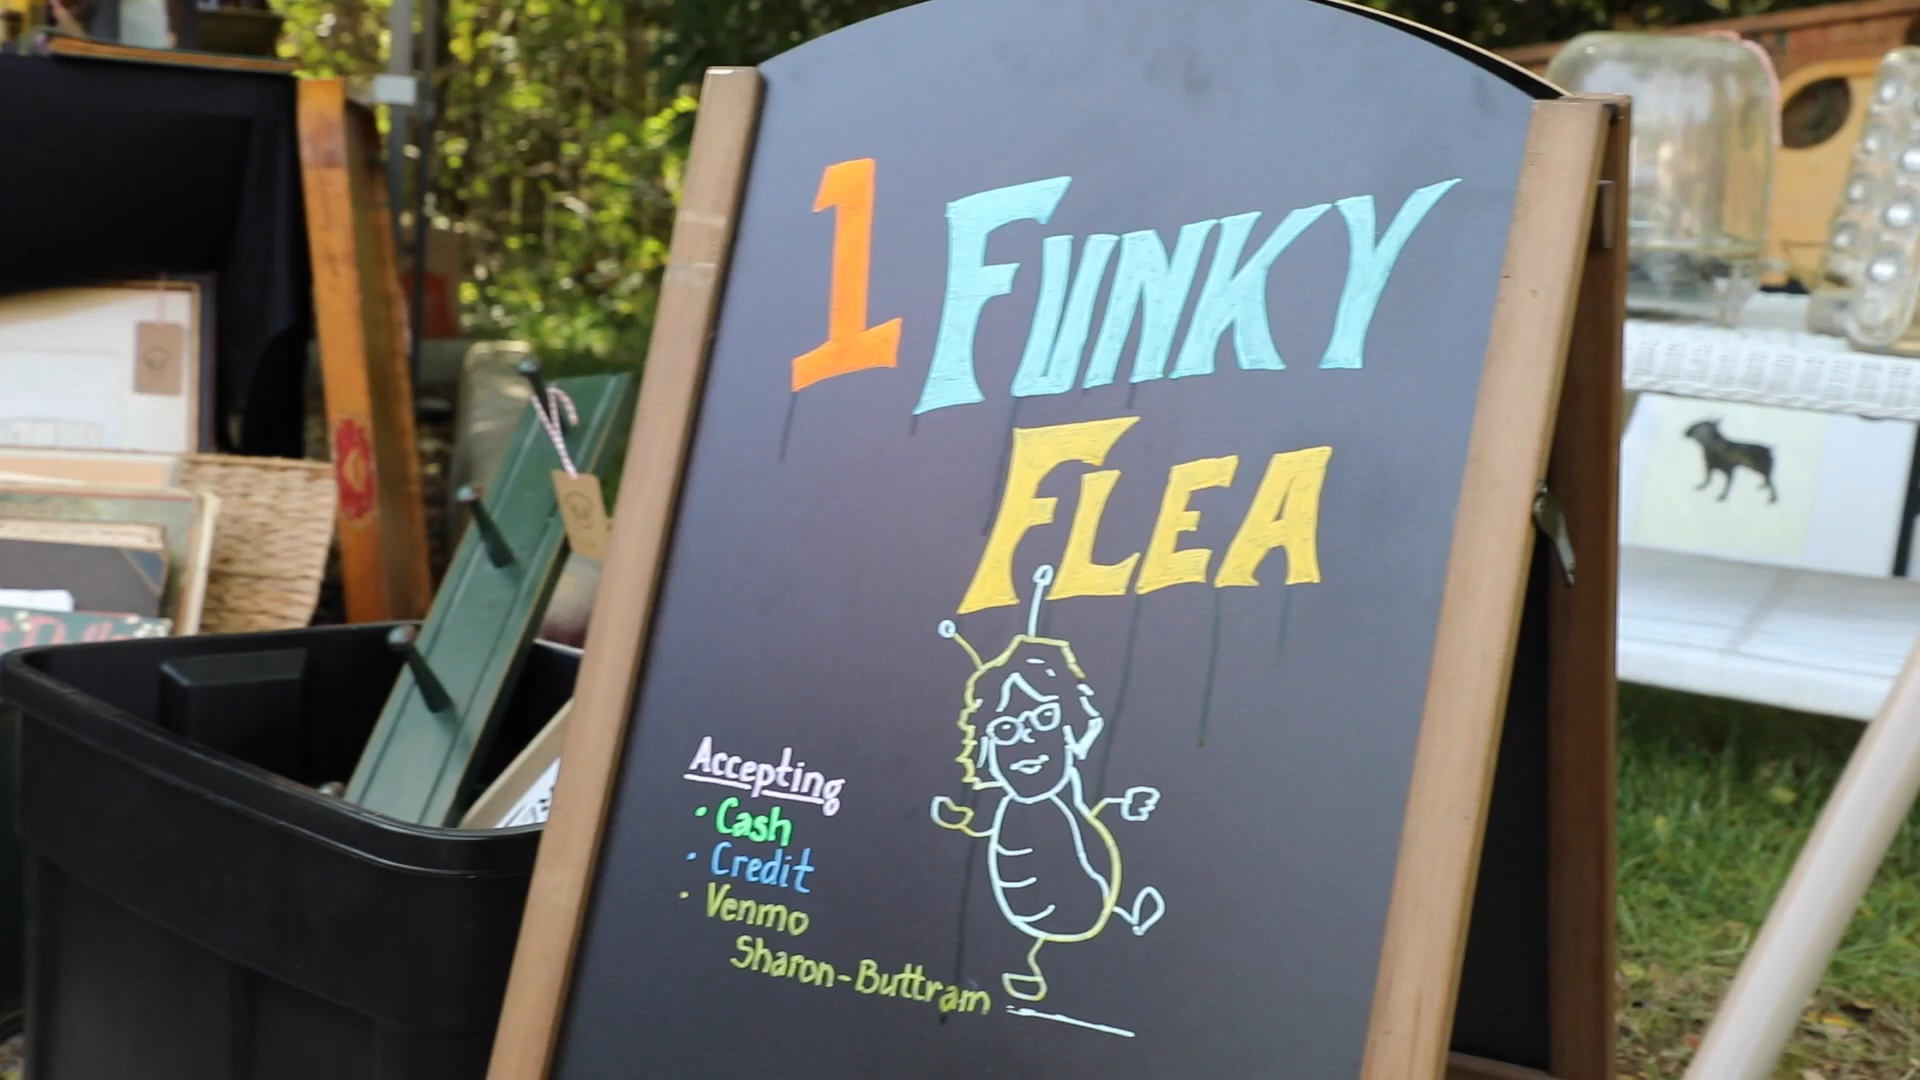 1 FUNKY
FLEA
Accepting
• Cash
• Credit
• Venmo
Sharon-Buttram